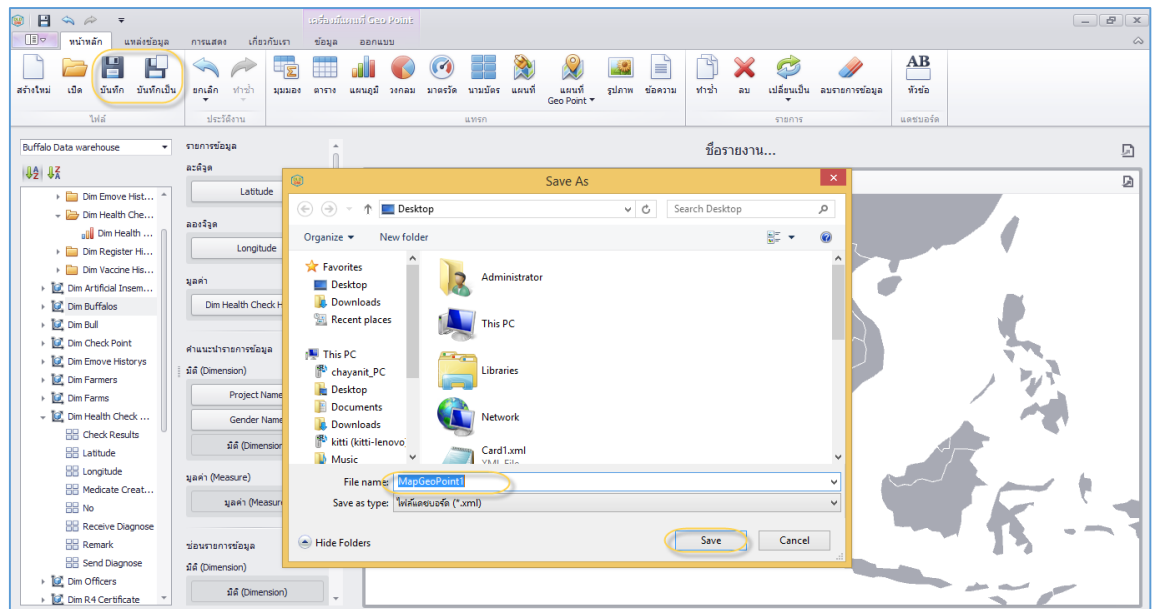 เครื่องมือแผนที่ Geo Point
หน้าหลัก แหล่งข้อมูล การแสดง เกี่ยวกับเรา ข้อมูล ออกแบบ
สร้างใหม่ เปิด บันทึก บันทึกเป็น ยกเลิก ทำซ้ำ มุมมอง ตาราง แผนภูมิ วงกลม มาตรวัด นามบัตร แผนที่ แผนที่ รูปภาพ ข้อความ ทำซ้ำ ลบ เปลี่ยนเป็น ลบรายการข้อมูล หัวข้อ
Geo Point
ไฟล์ ประวัติงาน แทรก รายการ แดชบอร์ด
Buffalo Data warehouse
Dim Emove Hist...
Dim Health Che...
Dim Health ...
Dim Register Hi...
Dim Vaccine His...
Dim Artificial Insem...
Dim Buffalos
Dim Bull
Dim Check Point
Dim Emove Historys
Dim Farmers
Dim Farms
Dim Health Check ...
Check Results
Latitude
Longitude
Medicate Creat...
No
Receive Diagnose
Remark
Send Diagnose
Dim Officers
Dim R4 Certificate
รายการข้อมูล
ละติจูด
Latitude
ลองจิจูด
Longitude
มูลค่า
Dim Health Check H
คำแนะนำรายการข้อมูล
มิติ (Dimension)
Project Name
Gender Name
มิติ (Dimension
มูลค่า (Measure)
มูลค่า (Measur
ซ่อนรายการข้อมูล
มิติ (Dimension)
มิติ (Dimension)
ชื่อรายงาน...
Save As
Desktop
Search Desktop
Organize New folder
Favorites
Desktop
Downloads
Recent places
This PC
chayanit_PC
Desktop
Documents
Downloads
kitti (kitti-lenovo
Music
Administrator
This PC
Libraries
Network
Card1.xml
XML File
File name: MapGeoPoint1
Save as type: ไฟล์แดชบอร์ด (*.xml)
Hide Folders
Save Cancel